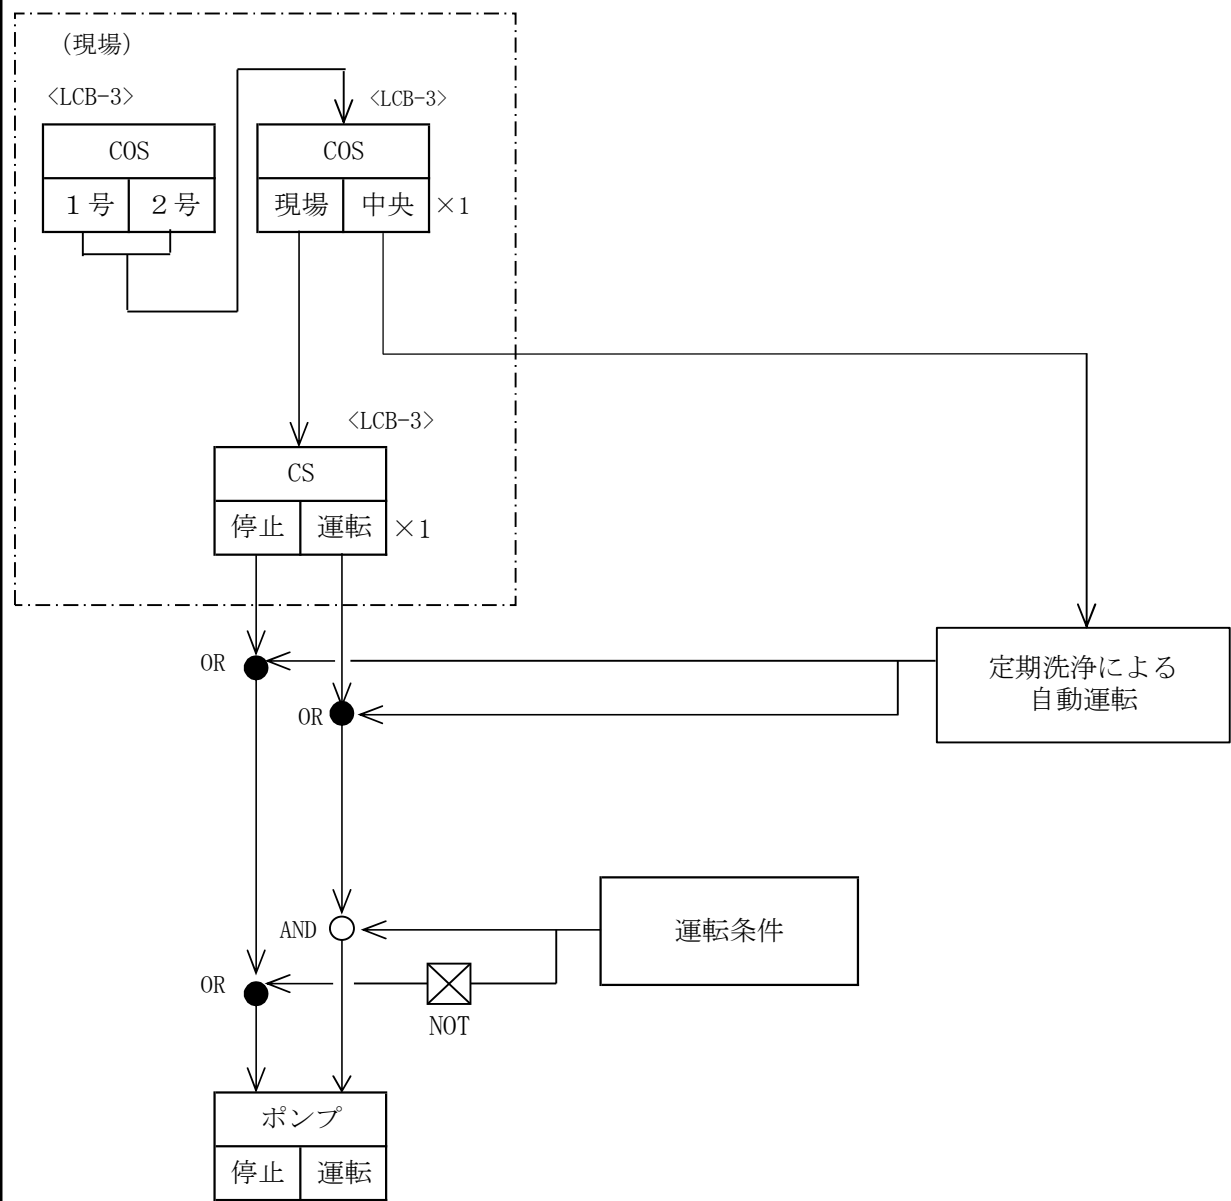 (現場)
<LCB-3>
<LCB-3>
COS
COS
1号
2号
現場
中央
×1
<LCB-3>
CS
停止
運転
×1
OR
OR
定期洗浄による
自動運転
AND
運転条件
OR
NOT
ポンプ
停止
運転